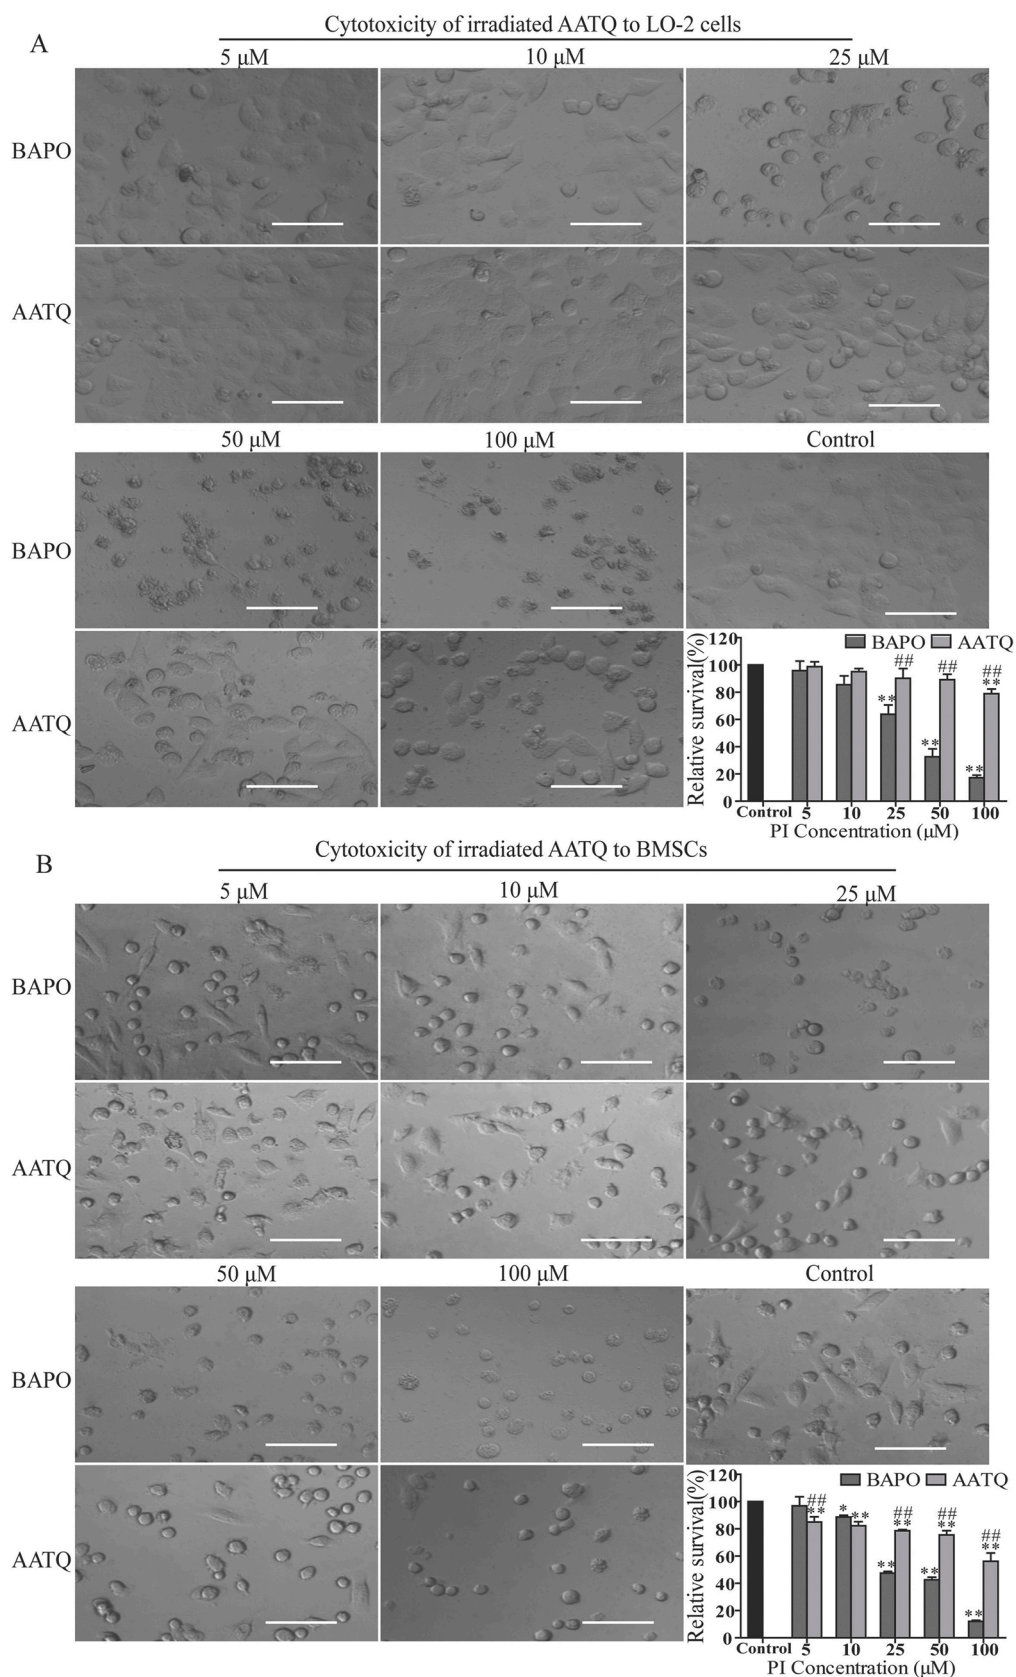 A
Cytotoxicity of irradiated AATQ to LO-2 cells
5 μM 10 μM 25 μM
BAPO
AATQ
50 μM 100 μM Control
BAPO
AATQ
BAPO AATQ
Relative survival(%)
120
100
80
60
40
20
0
** ## ** ## ** ## **
Control 5 10 25 50 100
PI Concentration (μM)
B
Cytotoxicity of irradiated AATQ to BMSCs
5 μM 10 μM 25 μM
BAPO
AATQ
50 μM 100 μM Control
BAPO
AATQ
BAPO AATQ
Relative survival(%)
120
100
80
60
40
20
0
## ** * ** ** ## ** ** ## ** ** ## **
Control 5 10 25 50 100
PI Concentration (μM)